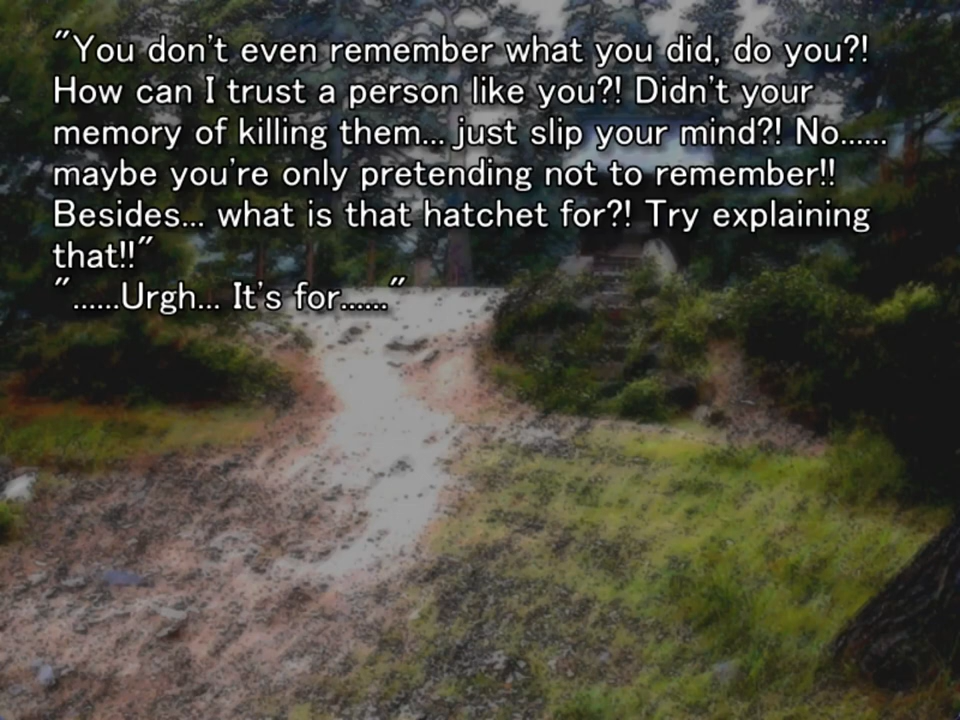 "You don't even remember what you did, do you?!
How can I trust a person like you?! Didn't your
memory of killing them... just slip your mind?! No......
maybe you're only pretending not to remember!!
Besides... what is that hatchet for?! Try explaining
that!!"
"......Urgh... It's for......"